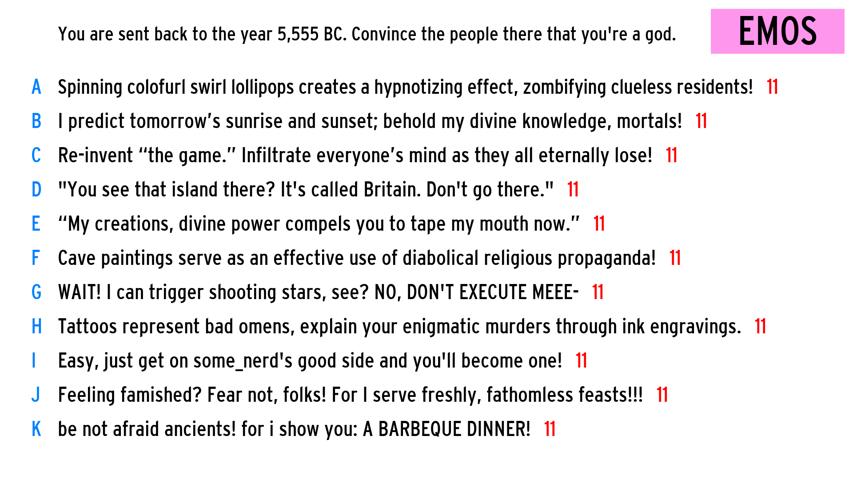 You are sent back to the year 5,555 BC. Convince the people there that you're a god.
EMOS
A Spinning colofurl swirl lollipops creates a hypnotizing effect, zombifying clueless residents! 11
B I predict tomorrow’s sunrise and sunset; behold my divine knowledge, mortals! 11
C Re-invent “the game.” Infiltrate everyone’s mind as they all eternally lose! 11
D "You see that island there? It's called Britain. Don't go there." 11
E “My creations, divine power compels you to tape my mouth now.” 11
F Cave paintings serve as an effective use of diabolical religious propaganda! 11
G WAIT! I can trigger shooting stars, see? NO, DON'T EXECUTE MEEE- 11
H Tattoos represent bad omens, explain your enigmatic murders through ink engravings. 11
I Easy, just get on some_nerd's good side and you'll become one! 11
J Feeling famished? Fear not, folks! For I serve freshly, fathomless feasts!!! 11
K be not afraid ancients! for i show you: A BARBEQUE DINNER! 11